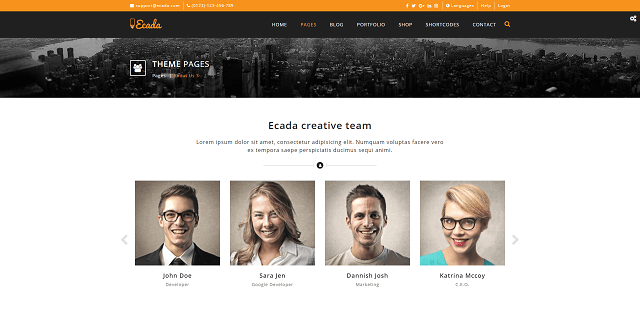 support@ecada.com (0123) 123-456-789
Languages Help Login
Ecada
HOME PAGES BLOG PORTFOLIO SHOP SHORTCODES CONTACT
THEME PAGES
Pages About Us
Ecada creative team
Lorem ipsum dolor sit amet, consectetur adipisicing elit. Numquam voluptas facere vero
ex tempora saepe perspiciatis ducimus sequi animi.
John Doe Sara Jen Dannish Josh Katrina Mccoy
Developer Google Developer Marketing C.E.O.